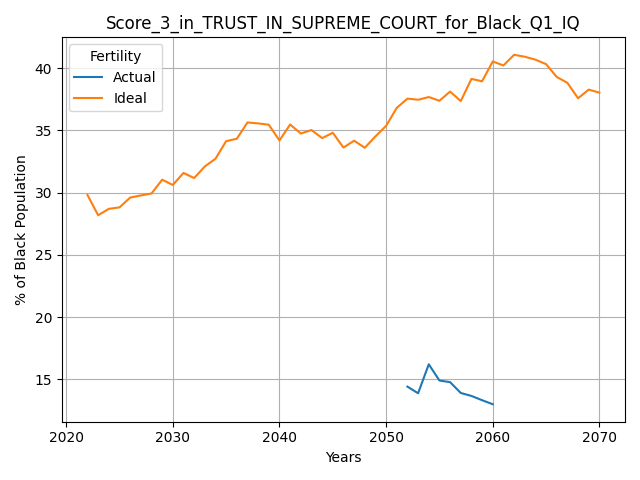 Score_3_in_TRUST_IN_SUPREME_COURT_for_Black_Q1_IQ
Fertility
Actual
Ideal
% of Black Population
40
35
30
25
20
15
2020 2030 2040 2050 2060 2070
Years